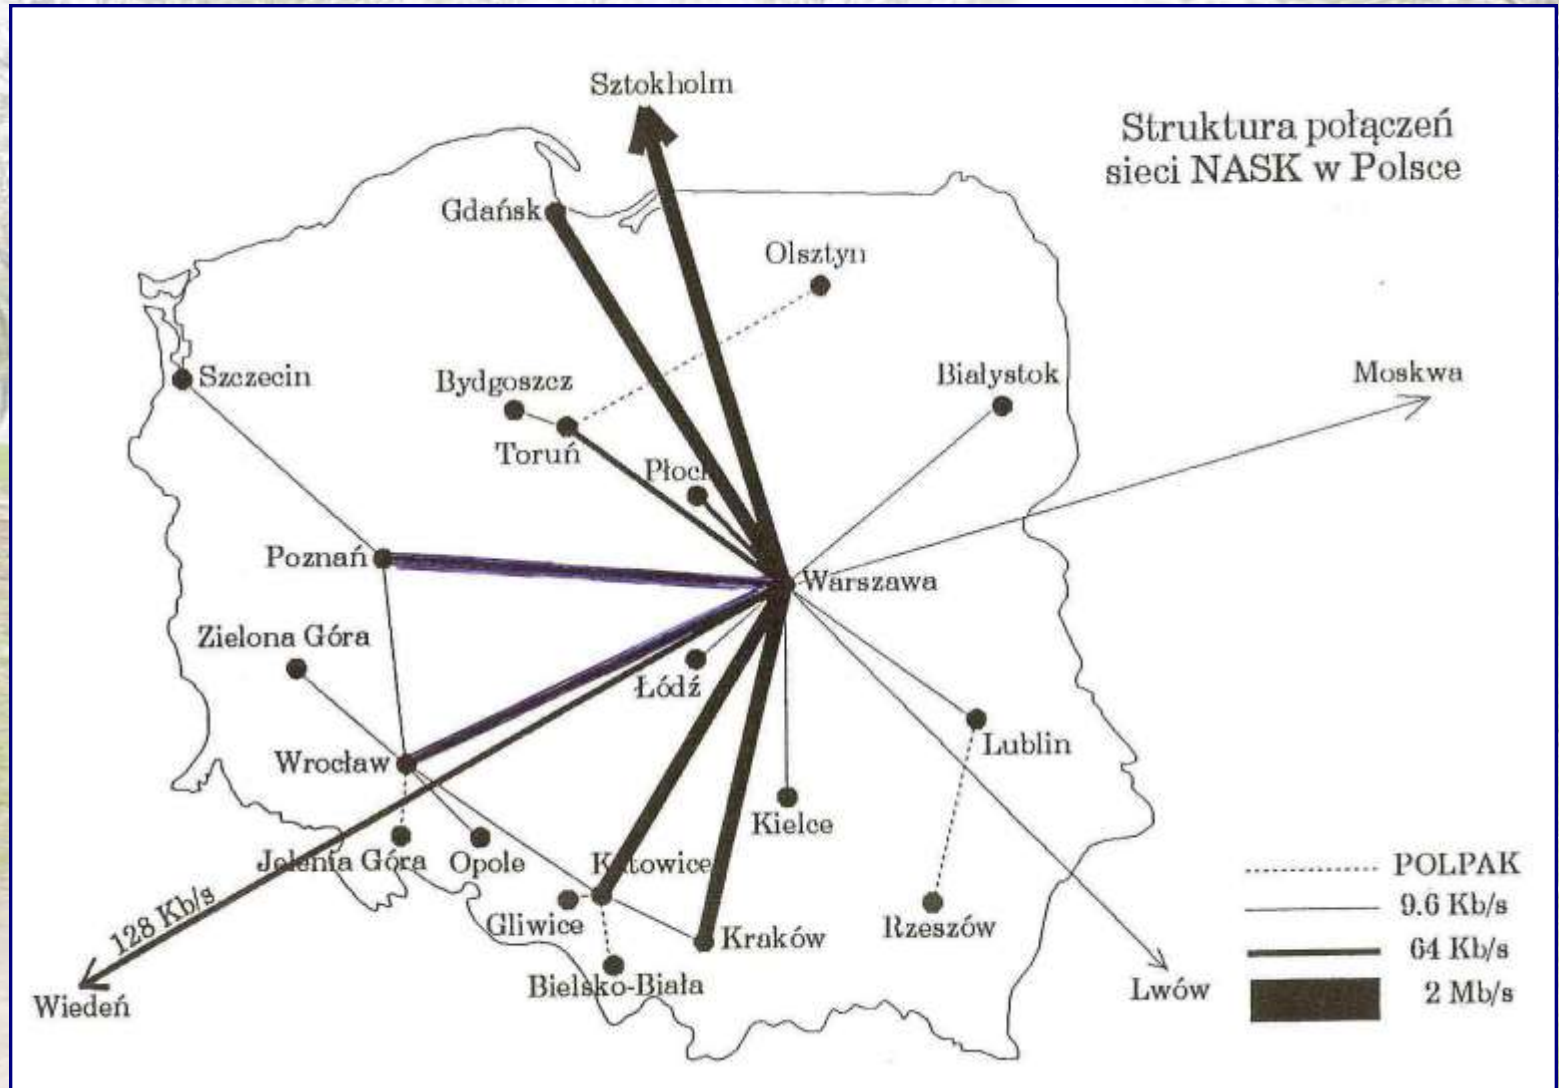 Sztokholm
Struktura połączeń
sieci NASK w Polsce
Gdańsk
Olsztyn
Szczecin
Bydgoszcz
Białystok
Moskwa
Toruń
Płock
Poznań
Warszawa
Zielona Góra
Łódź
Wrocław
Lublin
Kielce
Jelenia Góra
Opole
Katowice
Gliwice
Kraków
Rzeszów
Bielsko-Biała
128 Kb/s
Wiedeń
Lwów
POLPAK
9.6 Kb/s
64 Kb/s
2 Mb/s